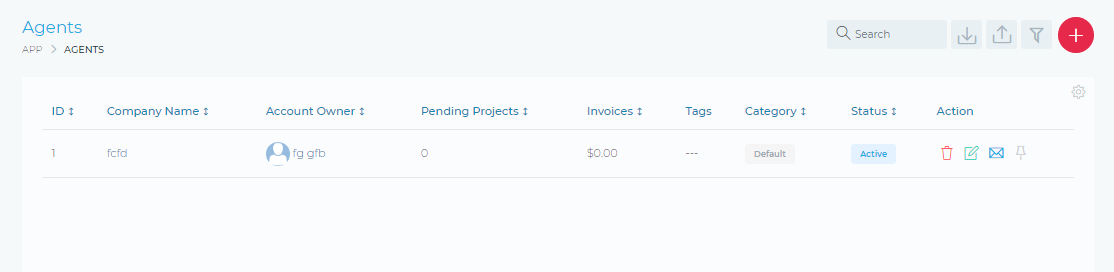 Agents
APP > AGENTS
Search
ID Company Name Account Owner Pending Projects Invoices Tags Category Status Action
1 fcfd fg gfb 0 $0.00 --- Default Active